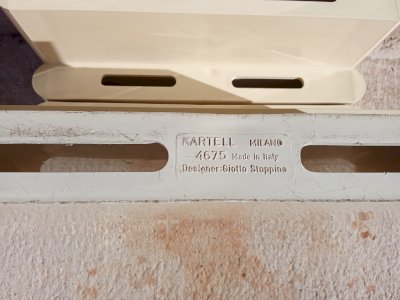 KARTELL MILANO
4675 Made in Italy
Designer:Giotto Stoppino